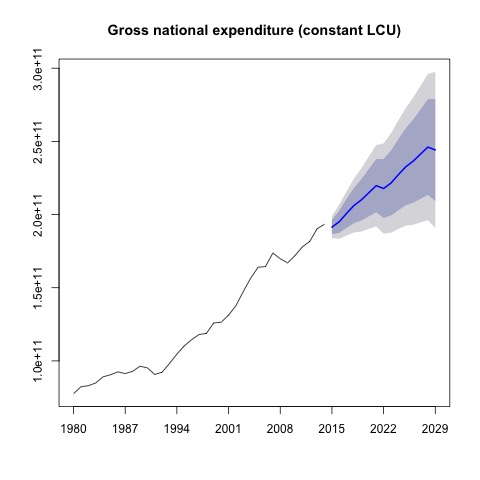 Gross national expenditure (constant LCU)
3.0e+11
2.5e+11
2.0e+11
1.5e+11
1.0e+11
1980 1987 1994 2001 2008 2015 2022 2029